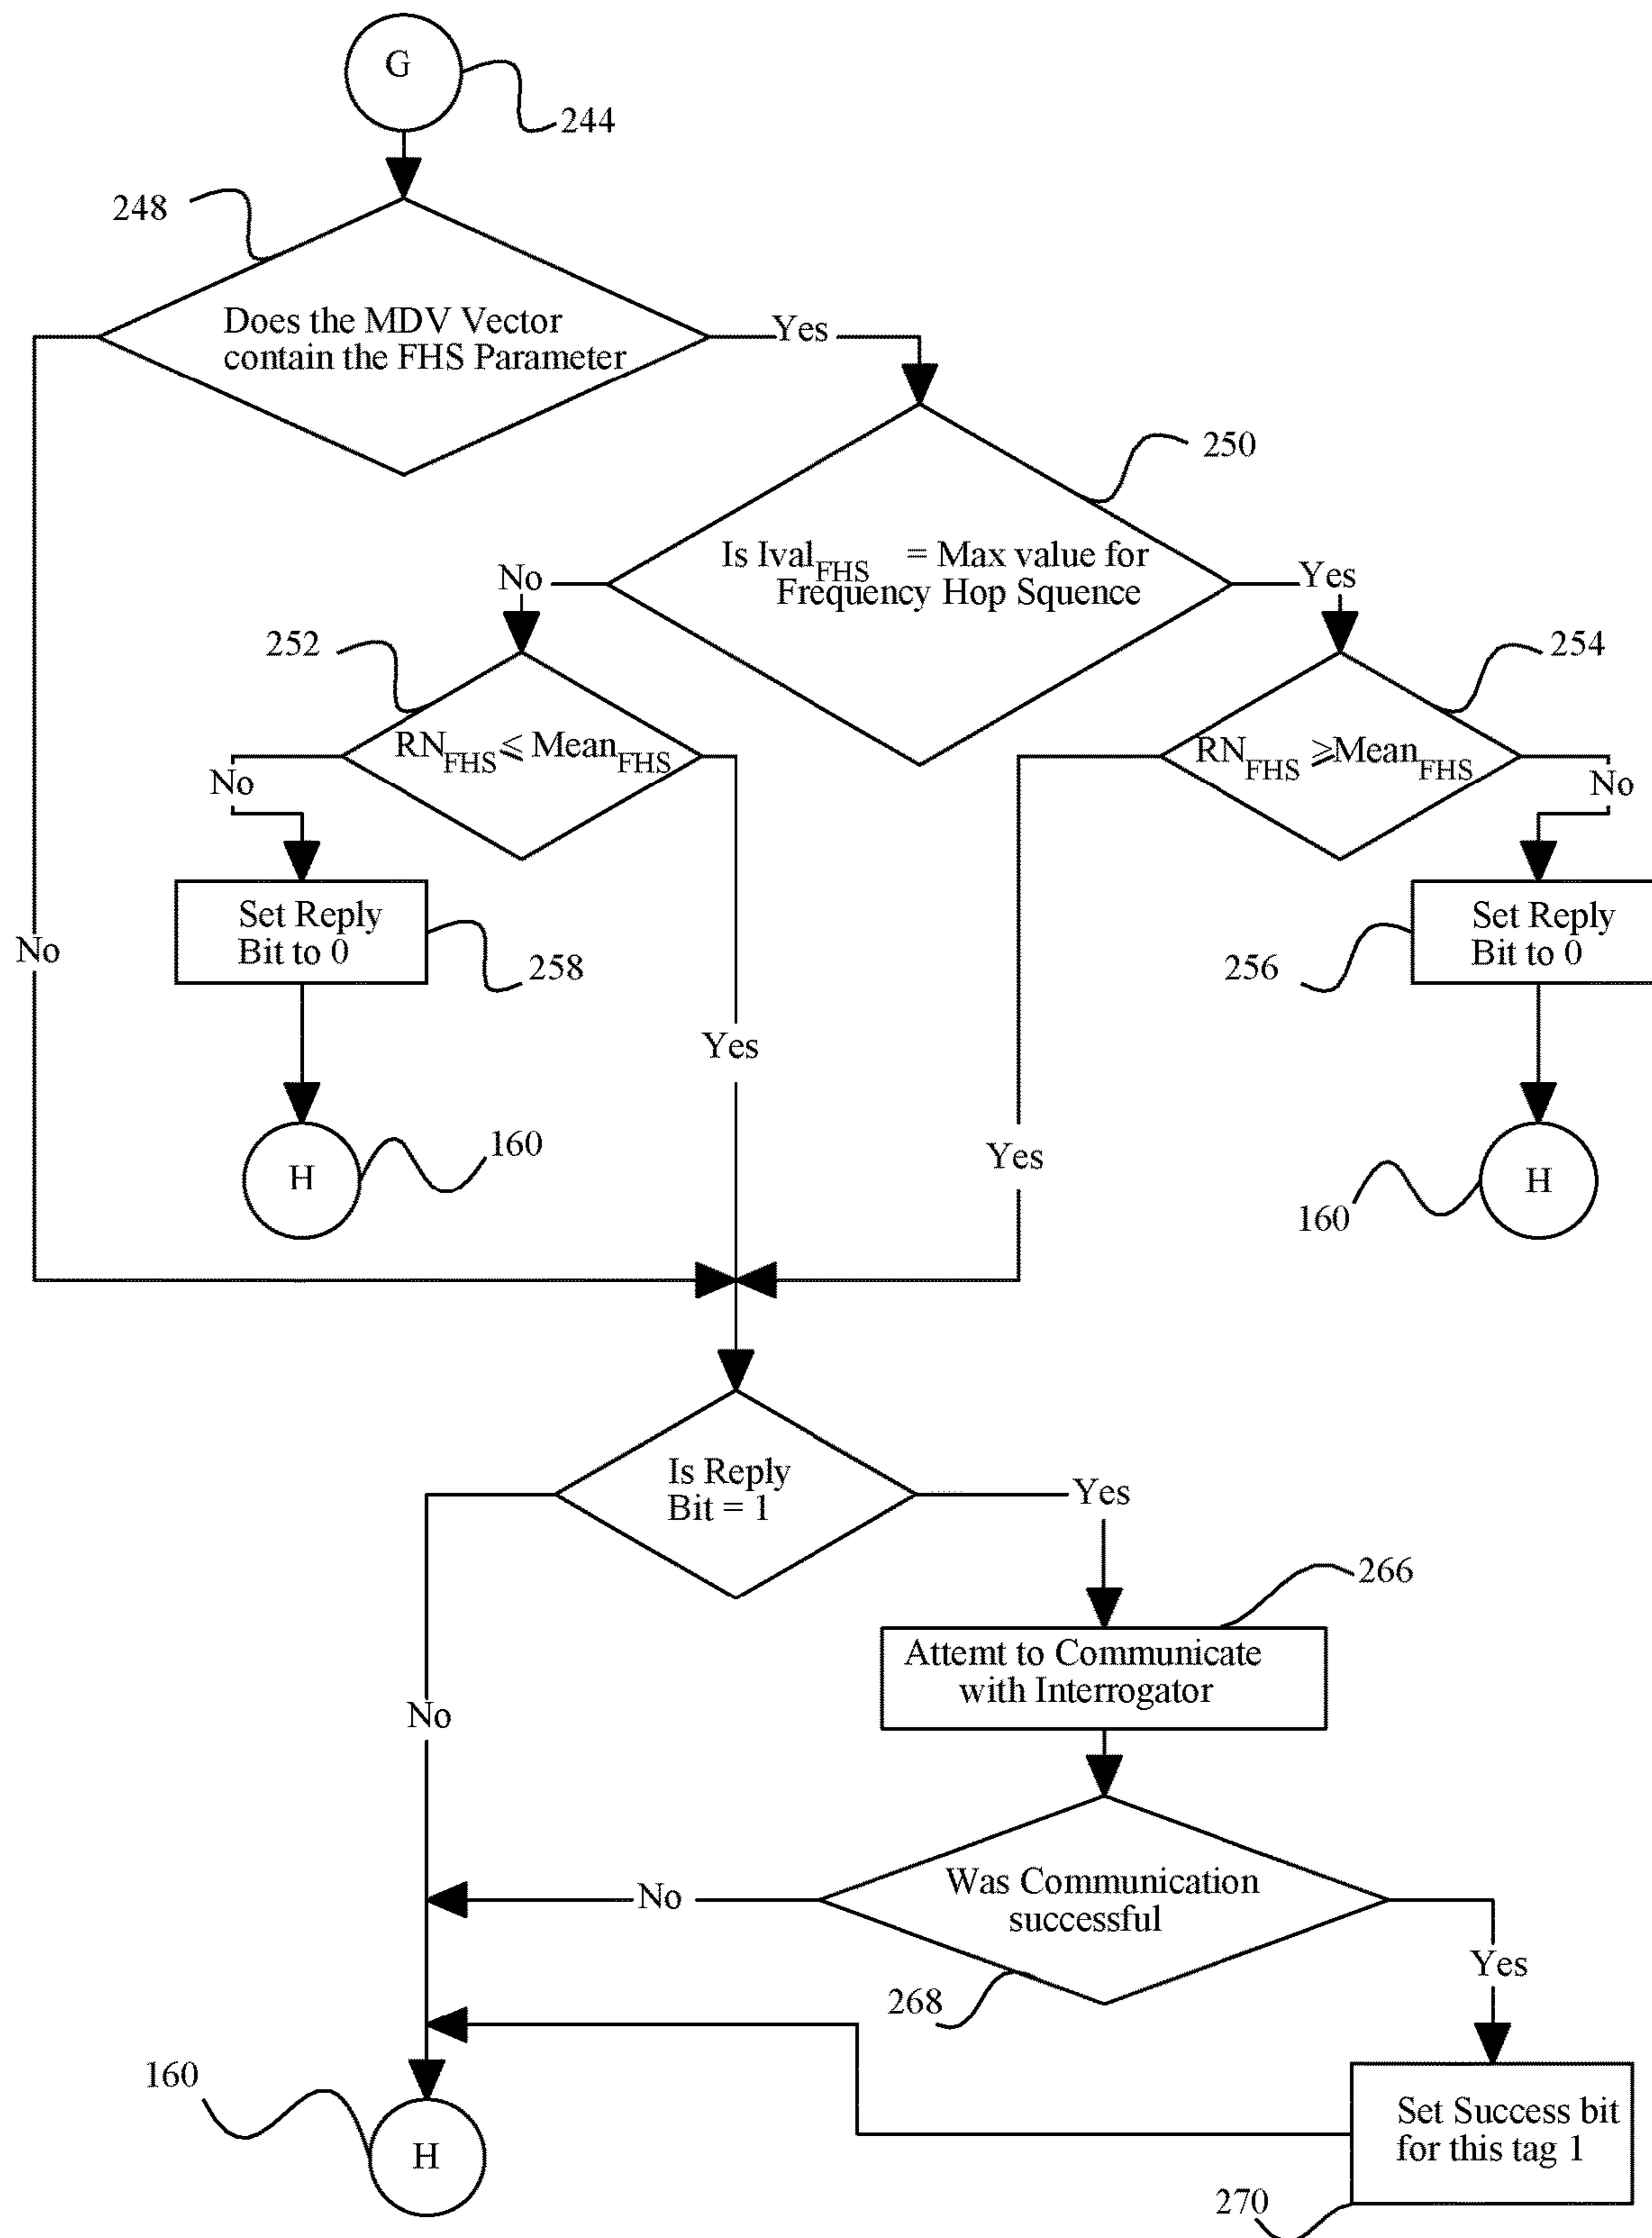 G
244
248
Does the MDV Vector
contain the FHS Parameter
Yes
250
Is Ival FHS = Max value for
Frequency Hop Squence
No
Yes
252
254
RN FHS ⩽ Mean FHS
RN FHS ⩾Mean FHS
No
No
Set Reply
Bit to 0
258
Set Reply
Bit to 0
256
No
Yes
Yes
H
160
H
160
Is Reply
Bit = 1
Yes
266
Attemt to Communicate
with Interrogator
No
Was Communication
successful
No
Yes
268
160
H
Set Success bit
for this tag 1
270